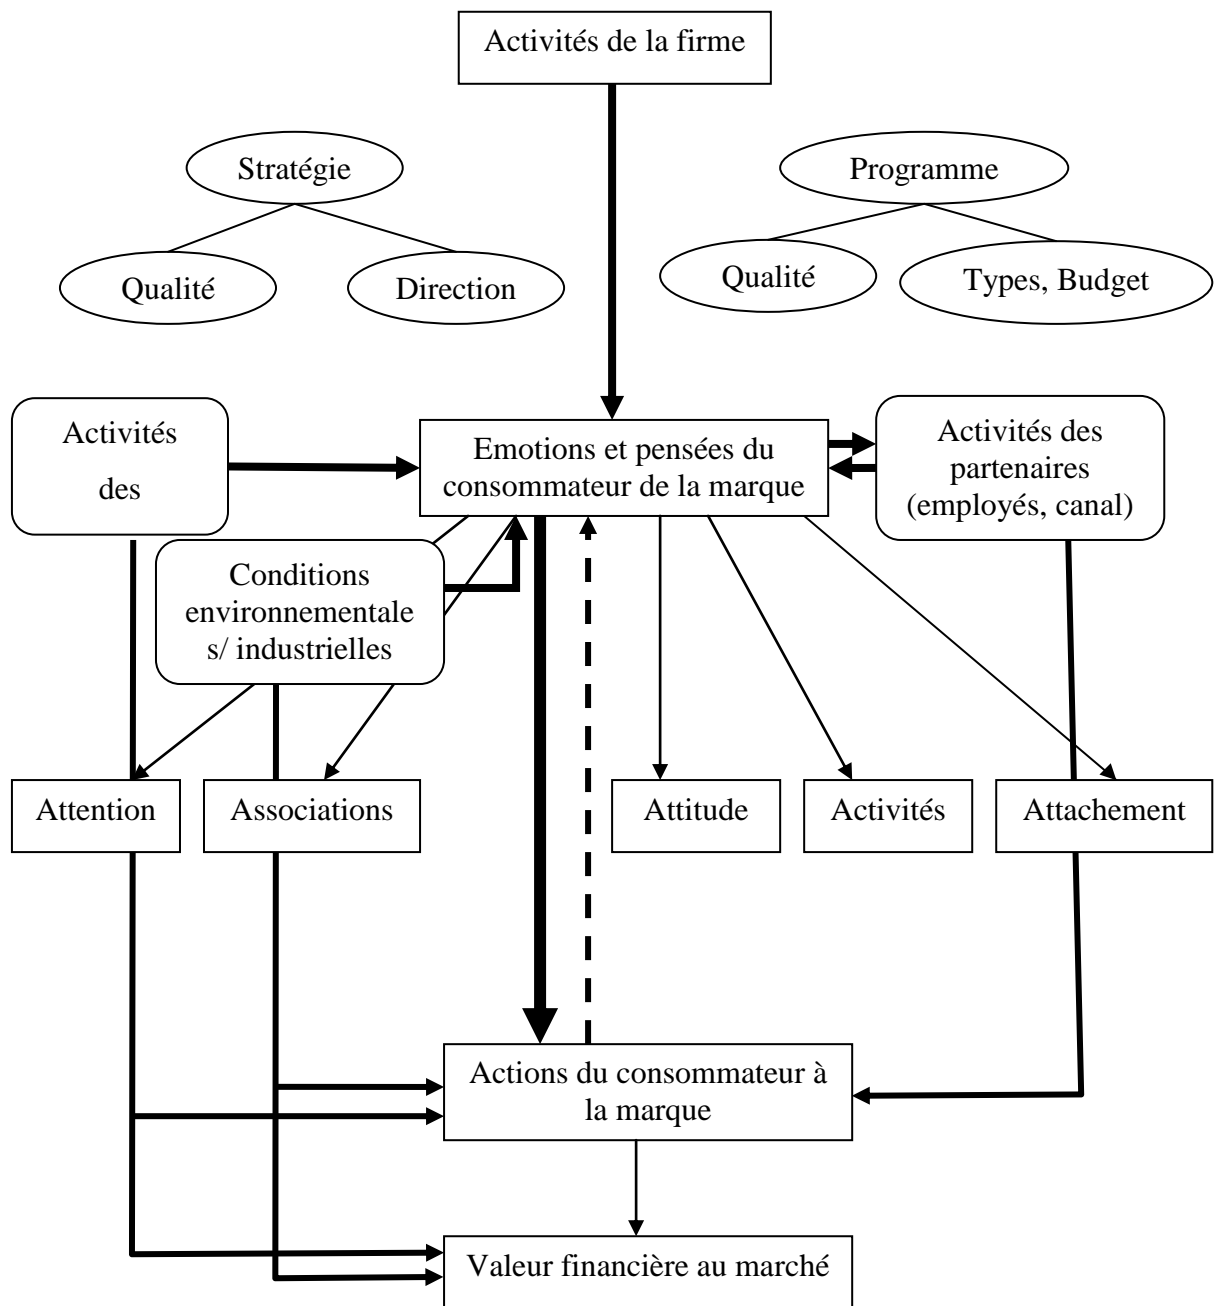 Activités de la firme
Stratégie
Programme
Qualité
Direction
Qualité
Types, Budget
Activités
des
Emotions et pensées du
consommateur de la marque
Activités des
partenaires
(employés, canal)
Conditions
environnementale
s/ industrielles
Attention
Associations
Attitude
Activités
Attachement
Actions du consommateur à
la marque
Valeur financière au marché